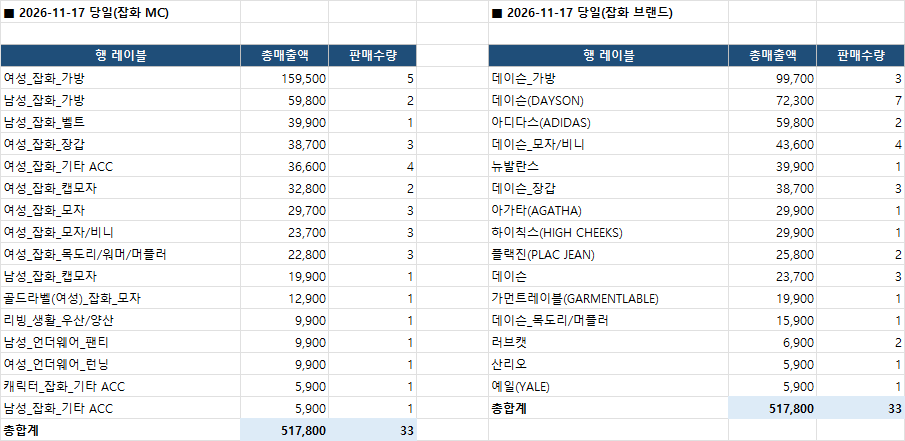 ■ 2026-11-17 당일(잡화 MC)
행 레이블 총매출액 판매수량
여성_잡화_가방 159,500 5
남성_잡화_가방 59,800 2
남성_잡화_벨트 39,900 1
여성_잡화_장갑 38,700 3
여성_잡화_기타 ACC 36,600 4
여성_잡화_캡모자 32,800 2
여성_잡화_모자 29,700 3
여성_잡화_모자/비니 23,700 3
여성_잡화_목도리/워머/머플러 22,800 3
남성_잡화_캡모자 19,900 1
골드라벨(여성)_잡화_모자 12,900 1
리빙_생활_우산/양산 9,900 1
남성_언더웨어_팬티 9,900 1
여성_언더웨어_런닝 9,900 1
캐릭터_잡화_기타 ACC 5,900 1
남성_잡화_기타 ACC 5,900 1
총합계 517,800 33
■ 2026-11-17 당일(잡화 브랜드)
행 레이블 총매출액 판매수량
데이슨_가방 99,700 3
데이슨(DAYSON) 72,300 7
아디다스(ADIDAS) 59,800 2
데이슨_모자/비니 43,600 4
뉴발란스 39,900 1
데이슨_장갑 38,700 3
아가타(AGATHA) 29,900 1
하이칙스(HIGH CHEEKS) 29,900 1
플랙진(PLAC JEAN) 25,800 2
데이슨 23,700 3
가먼트레이블(GARMENTLABLE) 19,900 1
데이슨_목도리/머플러 15,900 1
러브캣 6,900 2
산리오 5,900 1
예일(YALE) 5,900 1
총합계 517,800 33